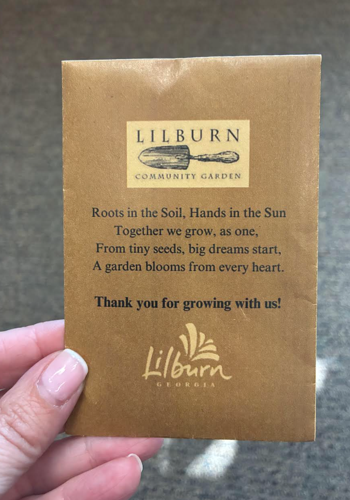 LILBURN
COMMUNITY GARDEN
Roots in the Soil, Hands in the Sun
Together we grow, as one,
From tiny seeds, big dreams start,
A garden blooms from every heart.
Thank you for growing with us!
Lilburn
GEORGIA